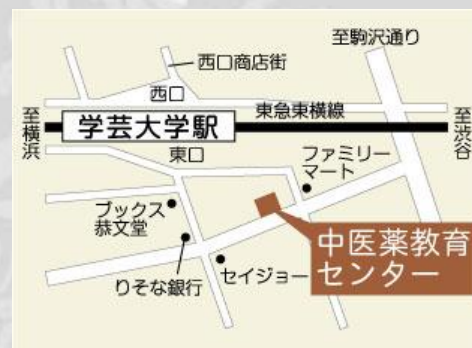 至駒沢通り
西口商店街
西口
東急東横線
至横浜
学芸大学駅
至渋谷
東口
ファミリー
マート
ブックス
恭文堂
中医薬教育
センター
セイジョー
りそな銀行